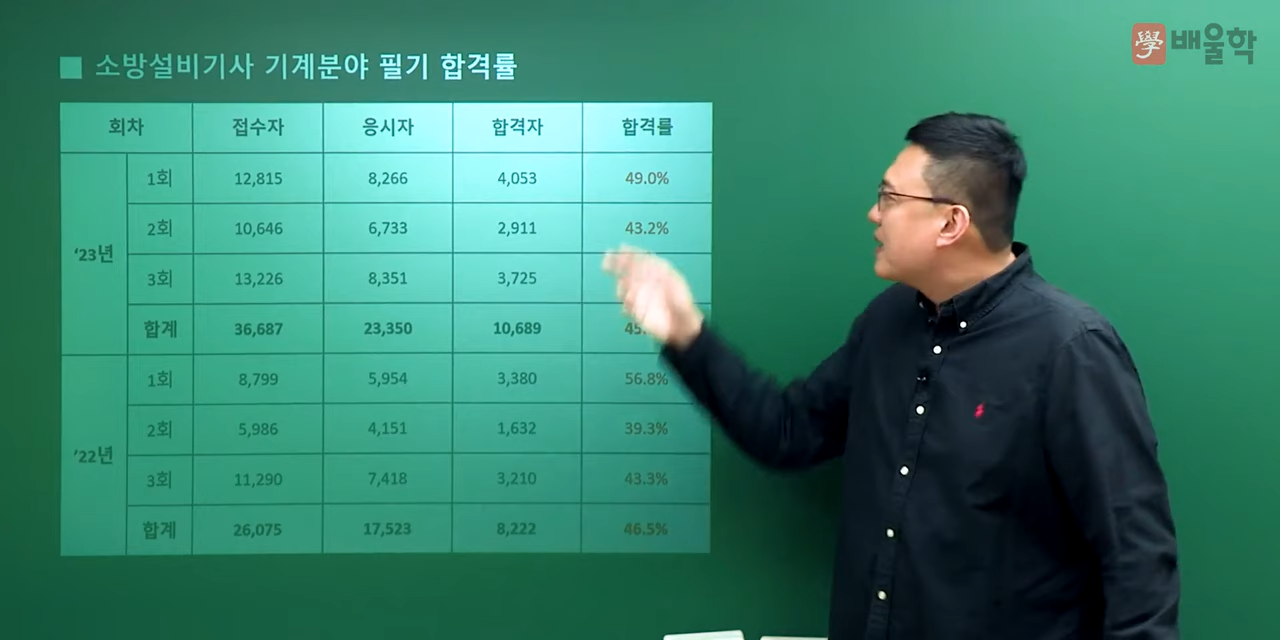 學 배울학
■ 소방설비기사 기계분야 필기 합격률
회차 접수자 응시자 합격자 합격률
‘23년
1회 12,815 8,266 4,053 49.0%
2회 10,646 6,733 2,911 43.2%
3회 13,226 8,351 3,725
합계 36,687 23,350 10,689
’22년
1회 8,799 5,954 3,380 56.8%
2회 5,986 4,151 1,632 39.3%
3회 11,290 7,418 3,210 43.3%
합계 26,075 17,523 8,222 46.5%